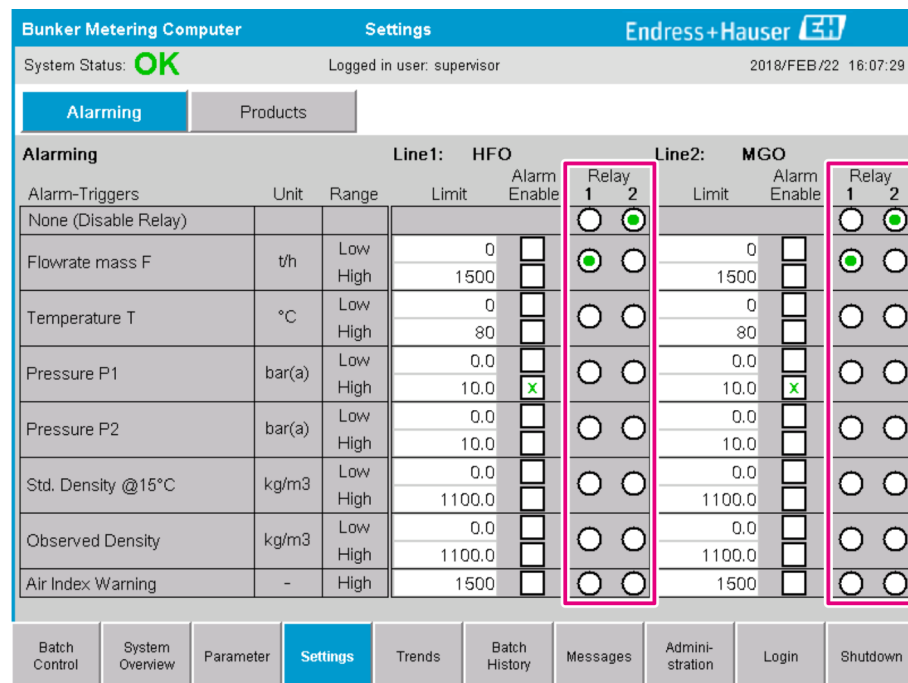 Bunker Metering Computer Settings Endress+Hauser EH
System Status: OK Logged in user: supervisor 2018/FEB/22 16:07:29
Alarming Products
Alarming Line1: HFO Line2: MGO
Alarm-Triggers Unit Range Limit Alarm Enable Relay 1 2 Limit Alarm Enable Relay 1 2
None (Disable Relay)
Flowrate mass F t/h Low 0 0
High 1500 1500
Temperature T °C Low 0 0
High 80 80
Pressure P1 bar(a) Low 0.0 0.0
High 10.0 x 10.0 x
Pressure P2 bar(a) Low 0.0 0.0
High 10.0 10.0
Std. Density @15°C kg/m3 Low 0.0 0.0
High 1100.0 1100.0
Observed Density kg/m3 Low 0.0 0.0
High 1100.0 1100.0
Air Index Warning - High 1500 1500
Batch Control System Overview Parameter Settings Trends Batch History Messages Admini-stration Login Shutdown